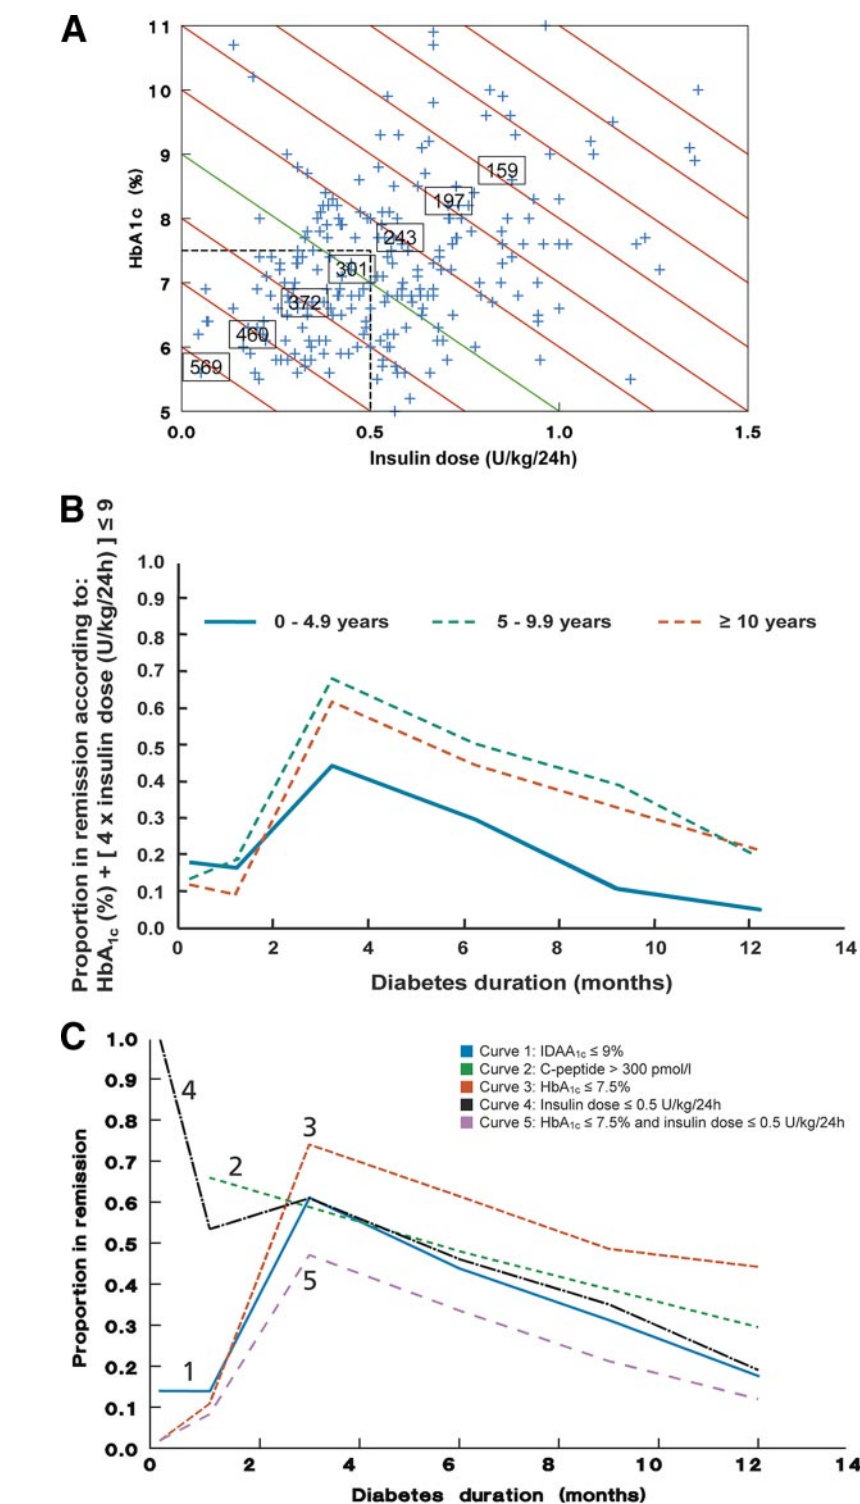 A
HbA1c (%)
11
10
9
8
7
6
5
159
197
243
301
372
460
569
0.0 0.5 1.0 1.5
Insulin dose (U/kg/24h)
B
Proportion in remission according to:
HbA1c (%) + [ 4 x insulin dose (U/kg/24h) ] ≤ 9
1.0
0.9
0.8
0.7
0.6
0.5
0.4
0.3
0.2
0.1
0.0
0 - 4.9 years 5 - 9.9 years ≥ 10 years
0 2 4 6 8 10 12 14
Diabetes duration (months)
C
Proportion in remission
1.0
0.9
0.8
0.7
0.6
0.5
0.4
0.3
0.2
0.1
0.0
Curve 1: IDAA1c ≤ 9%
Curve 2: C-peptide > 300 pmol/l
Curve 3: HbA1c ≤ 7.5%
Curve 4: Insulin dose ≤ 0.5 U/kg/24h
Curve 5: HbA1c ≤ 7.5% and insulin dose ≤ 0.5 U/kg/24h
4
3
2
5
1
0 2 4 6 8 10 12 14
Diabetes duration (months)